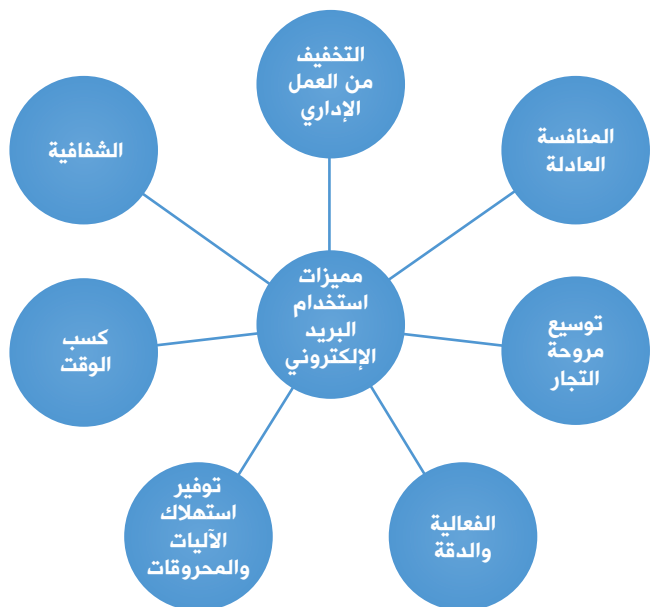 التخفيف
من العمل
الإداري
المنافسة
العادلة
الشفافية
مميزات
استخدام
البريد
الإلكتروني
توسيع
مروحة
التجار
كسب
الوقت
الفعالية
والدقة
توفير
استهلاك
الآليات
والمحروقات